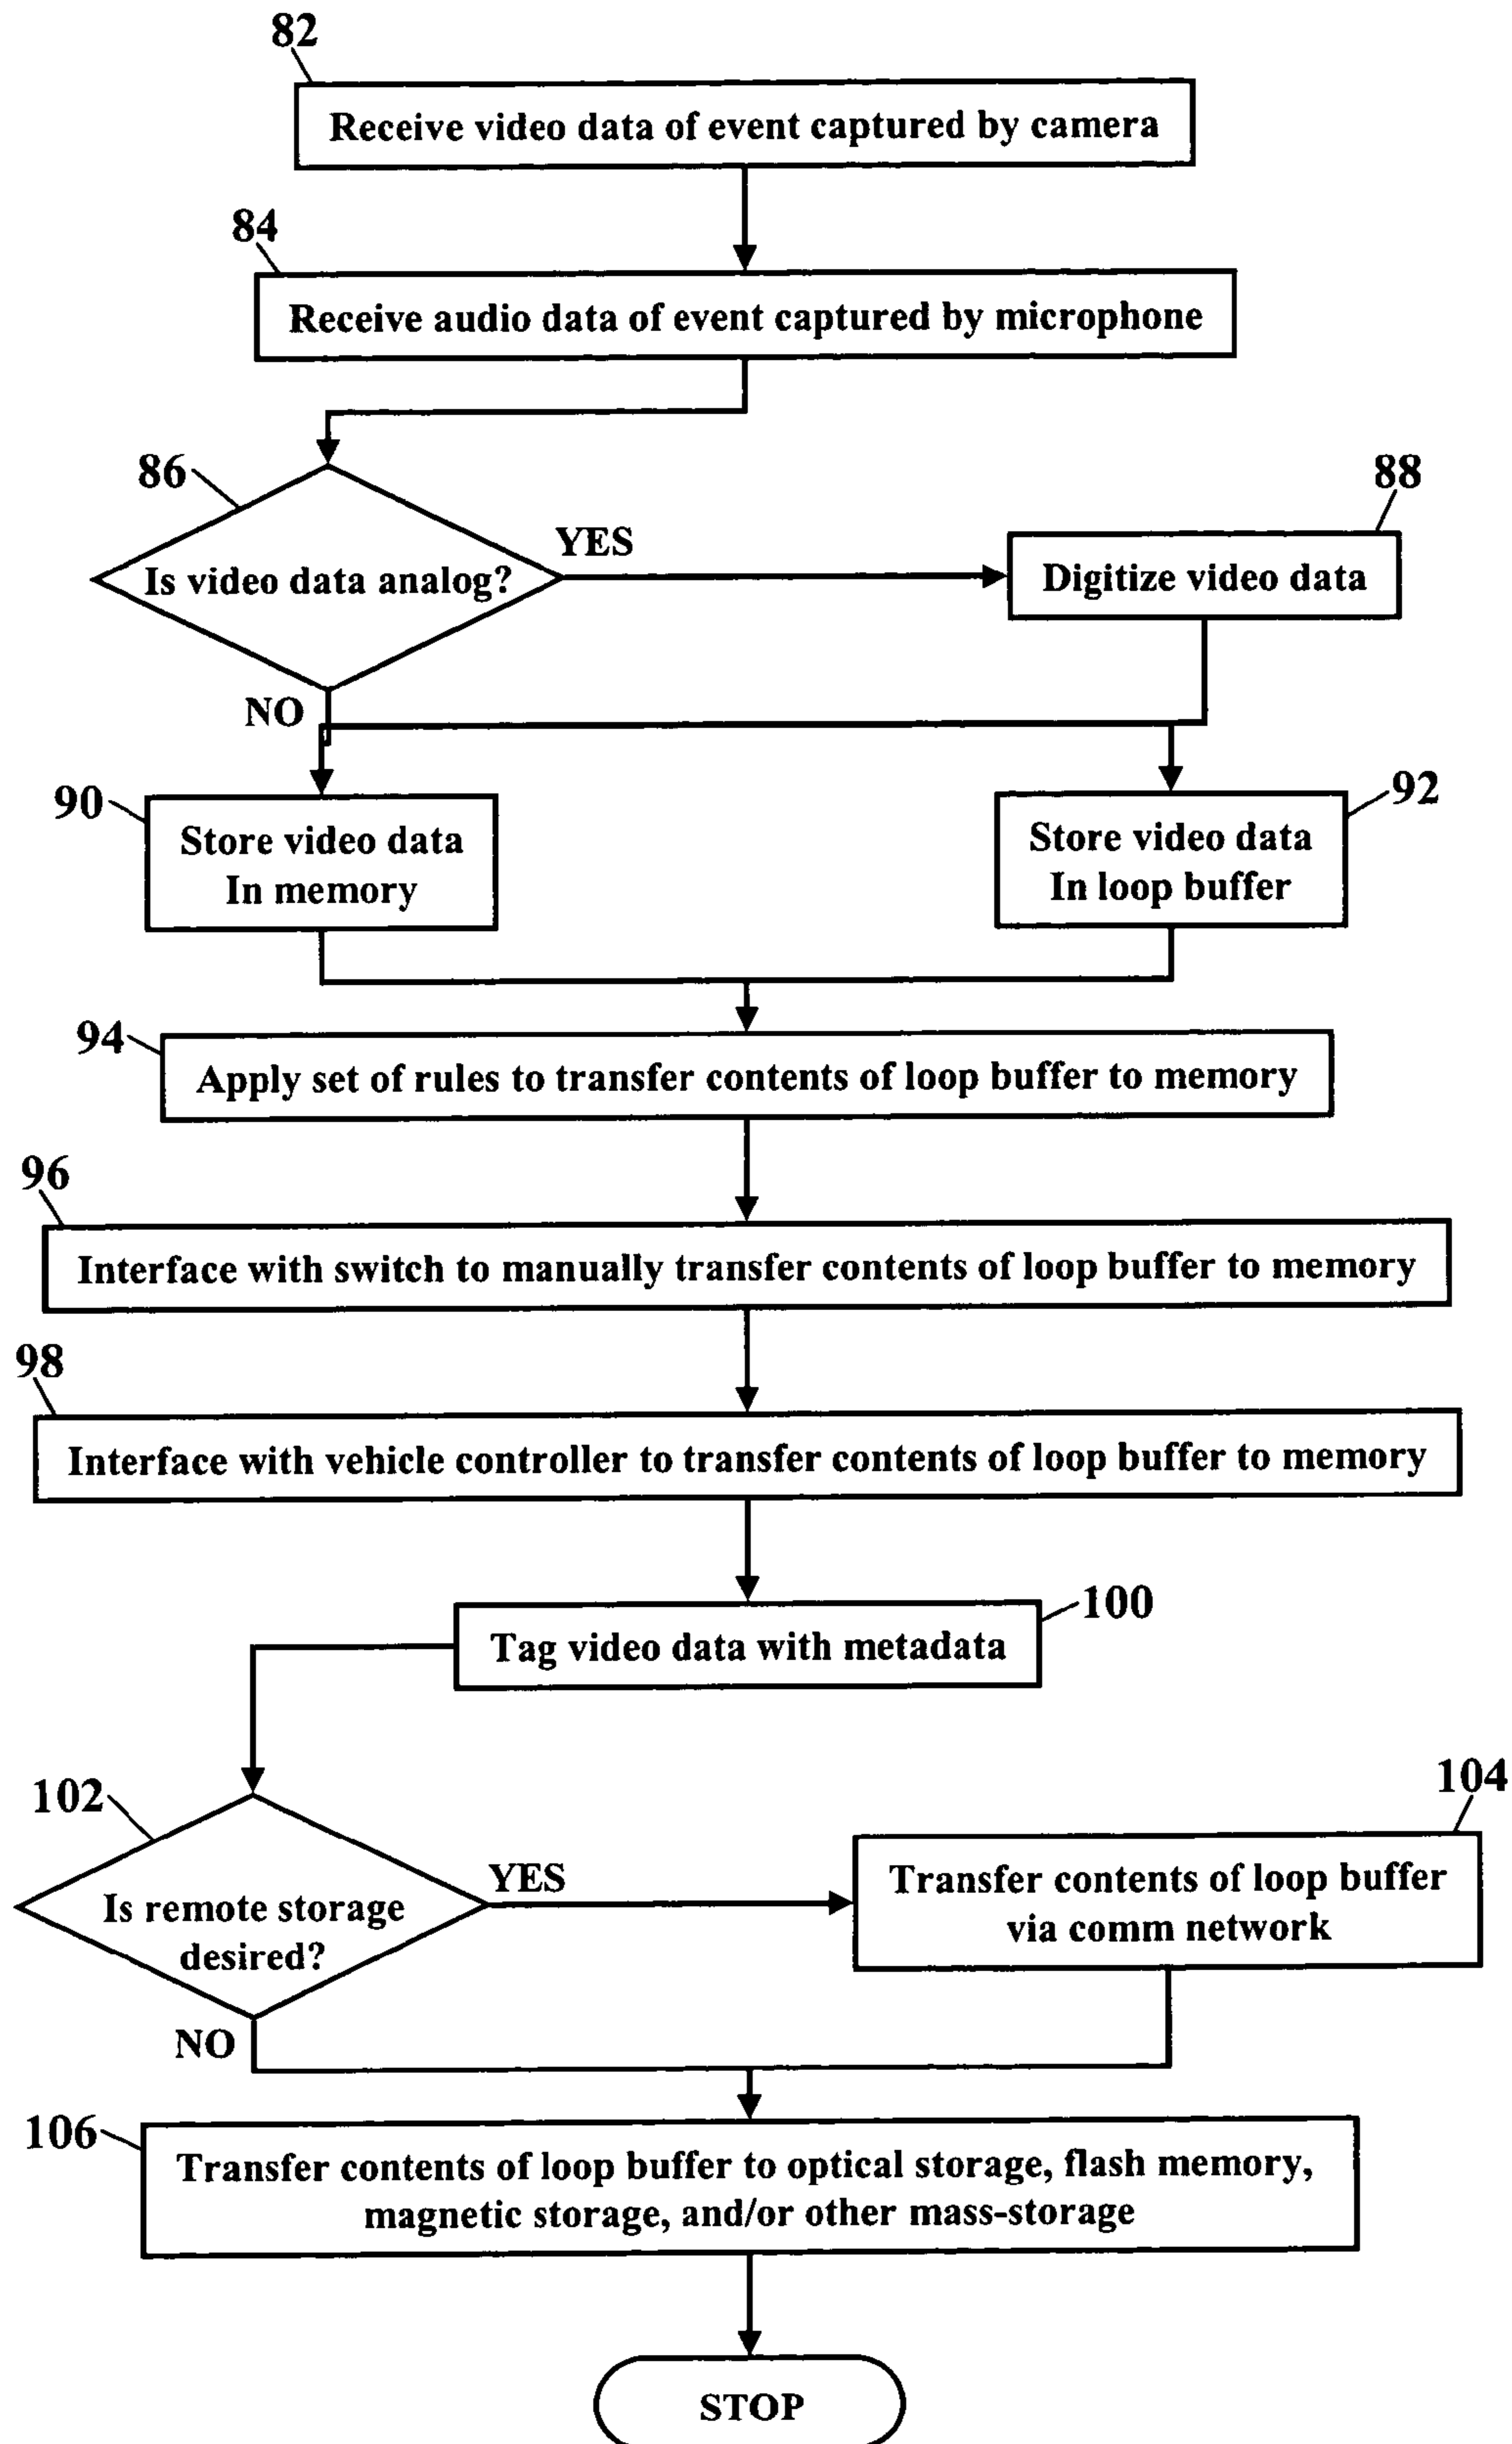 82
Receive video data of event captured by camera
84
Receive audio data of event captured by microphone
86
Is video data analog?
YES
88
Digitize video data
NO
90
Store video data
In memory
92
Store video data
In loop buffer
94
Apply set of rules to transfer contents of loop buffer to memory
96
Interface with switch to manually transfer contents of loop buffer to memory
98
Interface with vehicle controller to transfer contents of loop buffer to memory
100
Tag video data with metadata
102
Is remote storage
desired?
YES
104
Transfer contents of loop buffer
via comm network
NO
106
Transfer contents of loop buffer to optical storage, flash memory,
magnetic storage, and/or other mass-storage
STOP